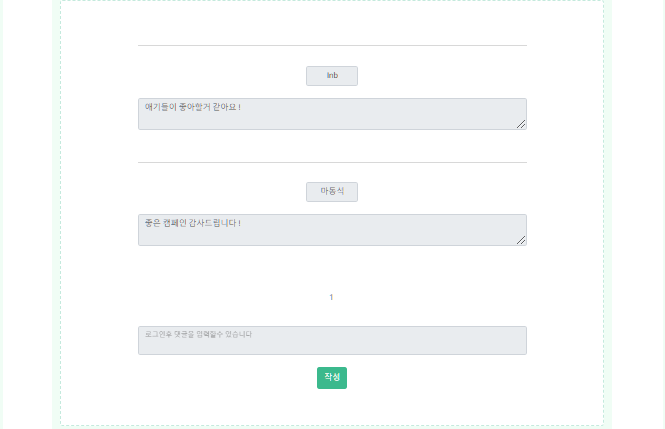 Inb
애기들이 좋아할거 같아요 !
마동식
좋은 캠페인 감사드립니다 !
1
로그인후 댓글을 입력할수 있습니다
작성